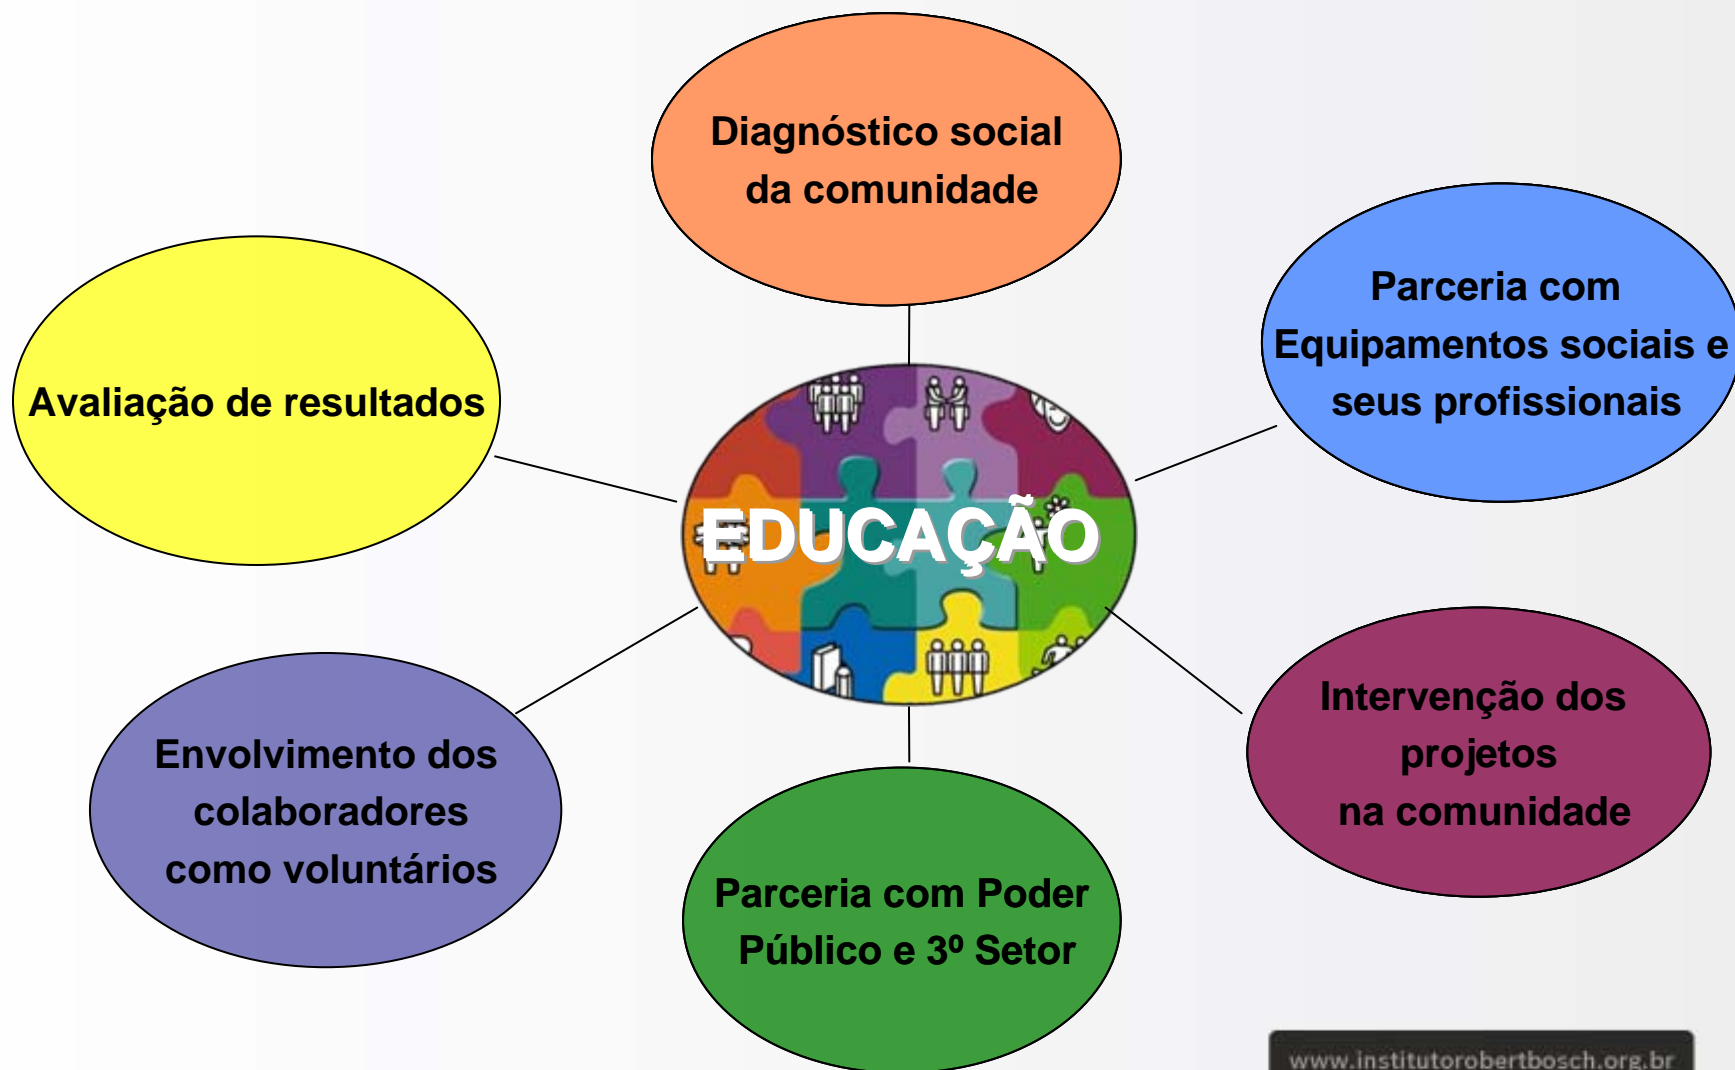 Diagnóstico social
da comunidade
Parceria com
Equipamentos sociais e
seus profissionais
Avaliação de resultados
EDUCAÇÃO
Intervenção dos
projetos
na comunidade
Envolvimento dos
colaboradores
como voluntários
Parceria com Poder
Público e 3º Setor
www.institutorobertbosch.org.br